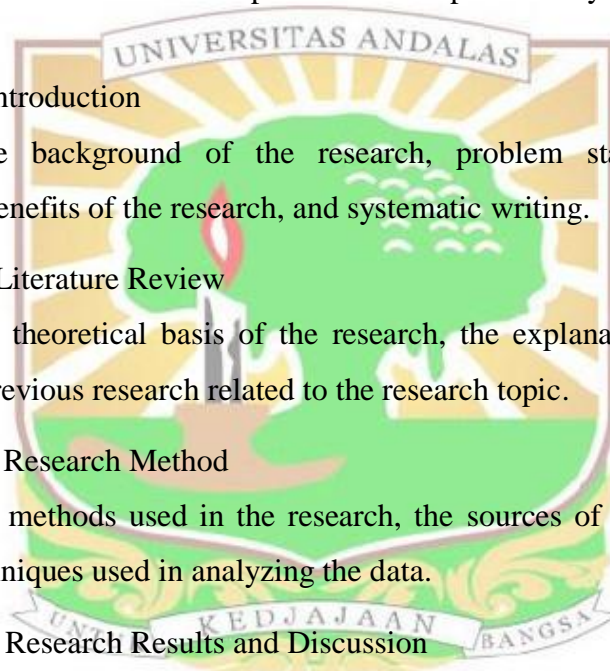 UNIVERSITAS ANDALAS
ntroduction
e background of the research, problem sta
enefits of the research, and systematic writing.
Literature Review
theoretical basis of the research, the explana
revious research related to the research topic.
Research Method
methods used in the research, the sources of
niques used in analyzing the data.
KEDJAJAAN BANGSA
Research Results and Discussion